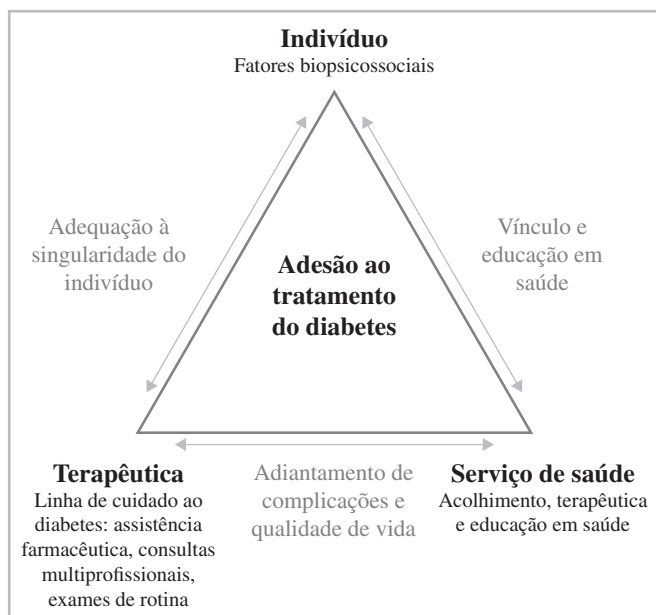 Indivíduo
Fatores biopsicossociais
Adequação à
singularidade do
indivíduo
Vínculo e
educação em
saúde
Adesão ao
tratamento
do diabetes
Terapêutica
Linha de cuidado ao
diabetes: assistência
farmacêutica, consultas
multiprofissionais,
exames de rotina
Adiantamento de
complicações e
qualidade de vida
Serviço de saúde
Acolhimento, terapêutica
e educação em saúde